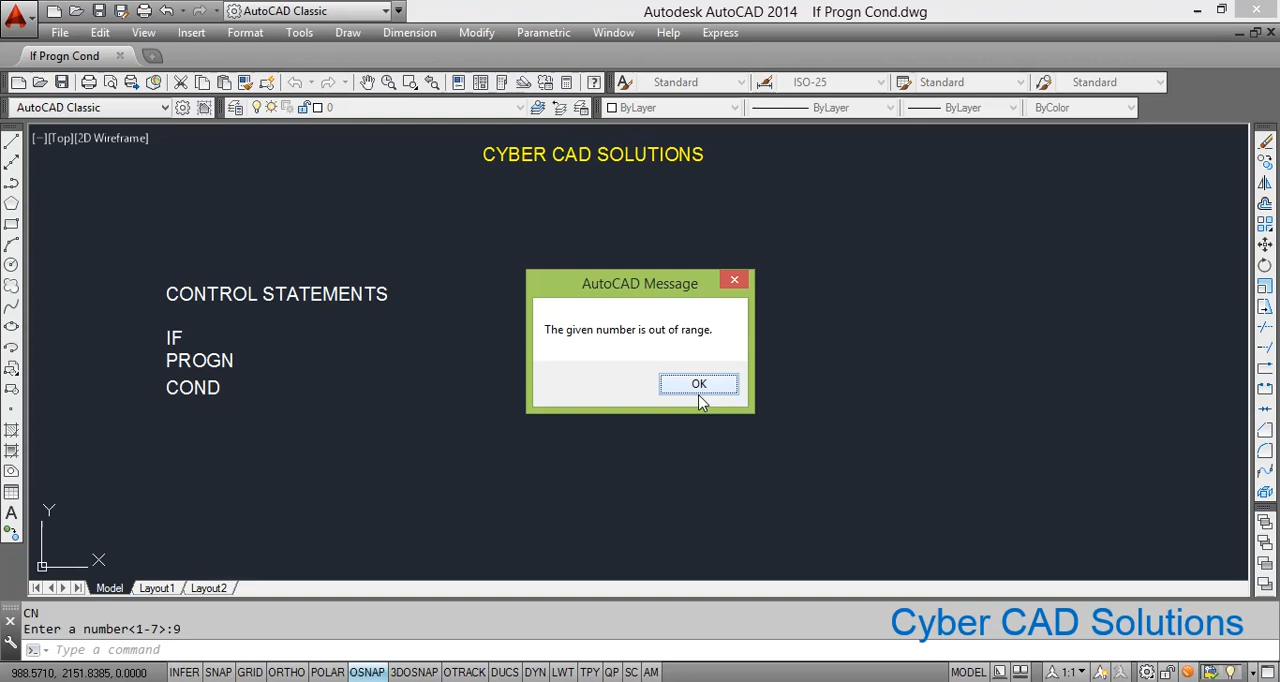 AutoCAD Classic
Autodesk AutoCAD 2014 If Progn Cond.dwg
File Edit View Insert Format Tools Draw Dimension Modify Parametric Window Help Express
If Progn Cond
Standard ISO-25 Standard Standard
AutoCAD Classic 0 ByLayer ByLayer ByLayer ByColor
[−][Top][2D Wireframe]
CYBER CAD SOLUTIONS
CONTROL STATEMENTS
IF
PROGN
COND
AutoCAD Message
The given number is out of range.
OK
Y
X
A
Model Layout1 Layout2
CN
Enter a number<1-7>:9
Type a command
Cyber CAD Solutions
988.5710, 2151.8385, 0.0000 INFER SNAP GRID ORTHO POLAR OSNAP 3DOSNAP OTRACK DUCS DYN LWT TPY QP SC AM MODEL 1:1